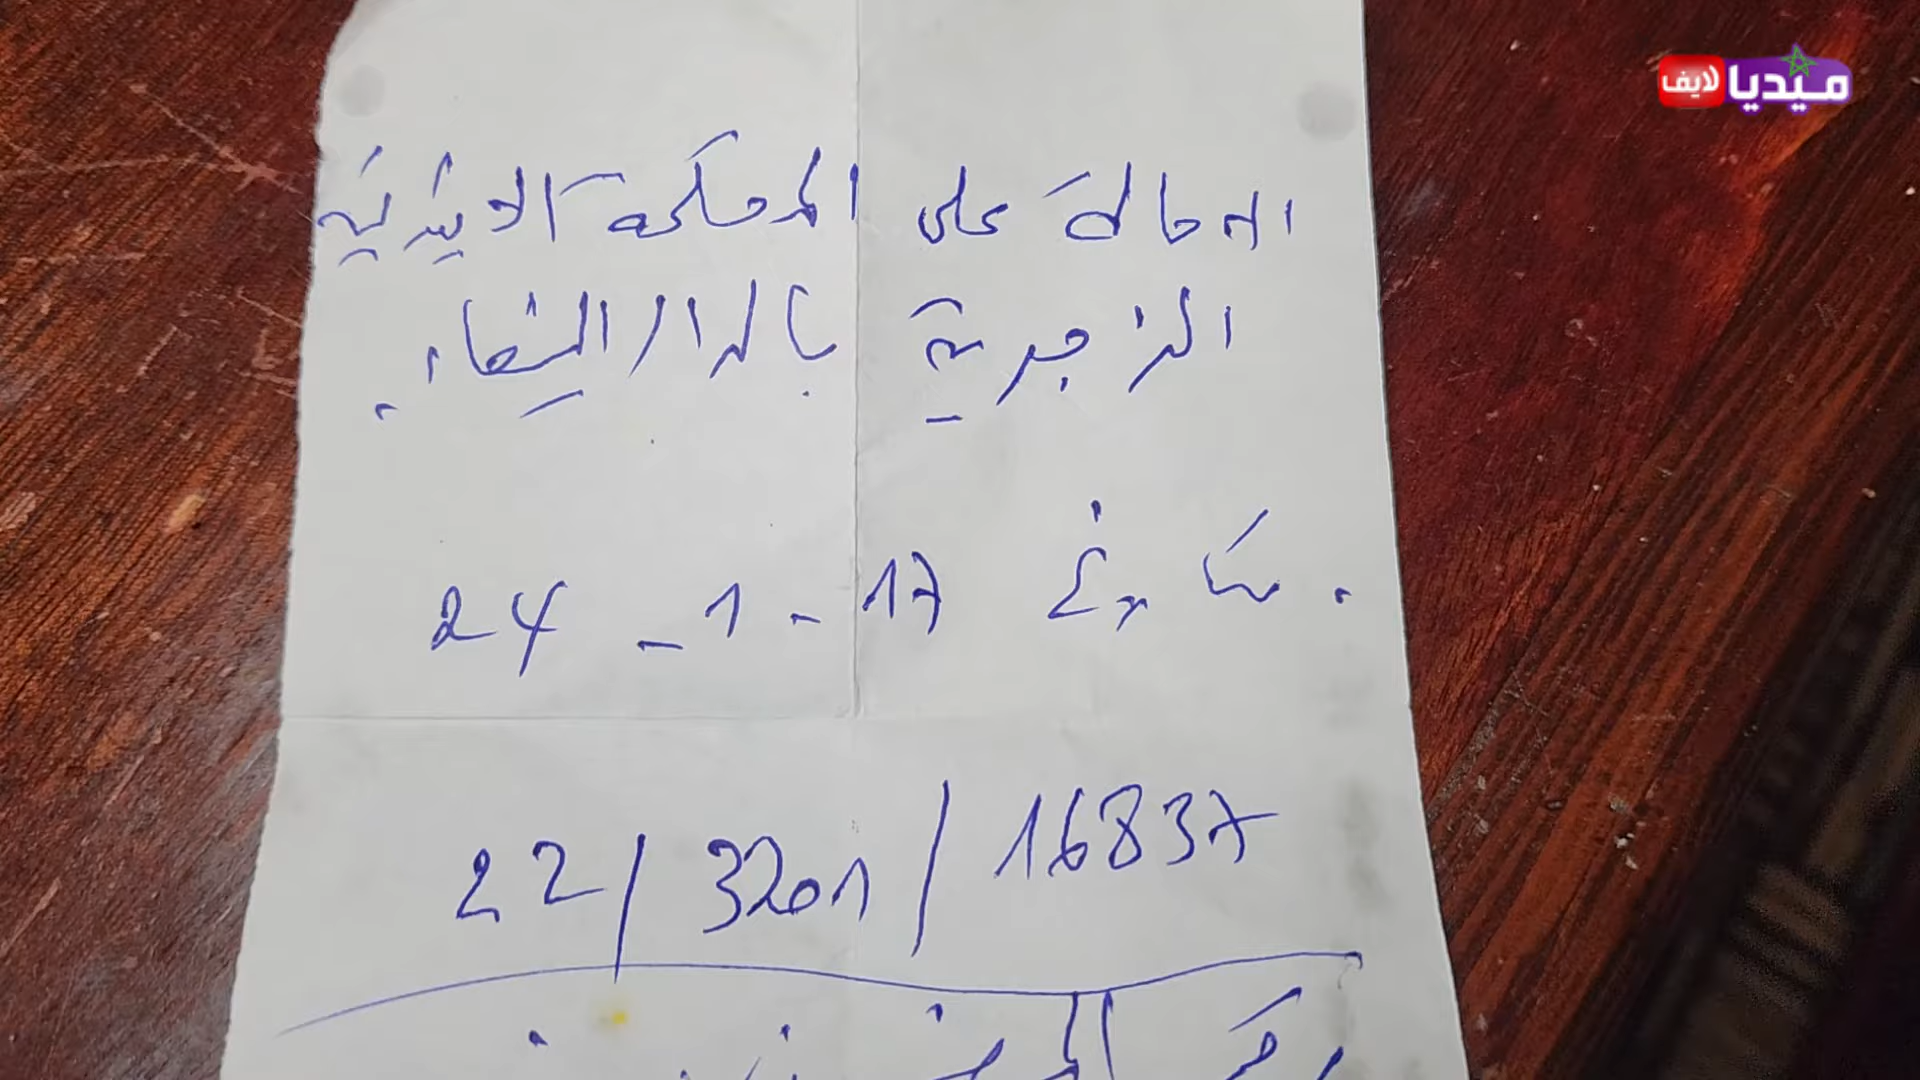 ميديا لايف
الاحالة على المحكمة الابتدائية
الزجرية بالدار البيضاء.
. بتاريخ 17 - 1 - 24
16837 / 3201 / 22